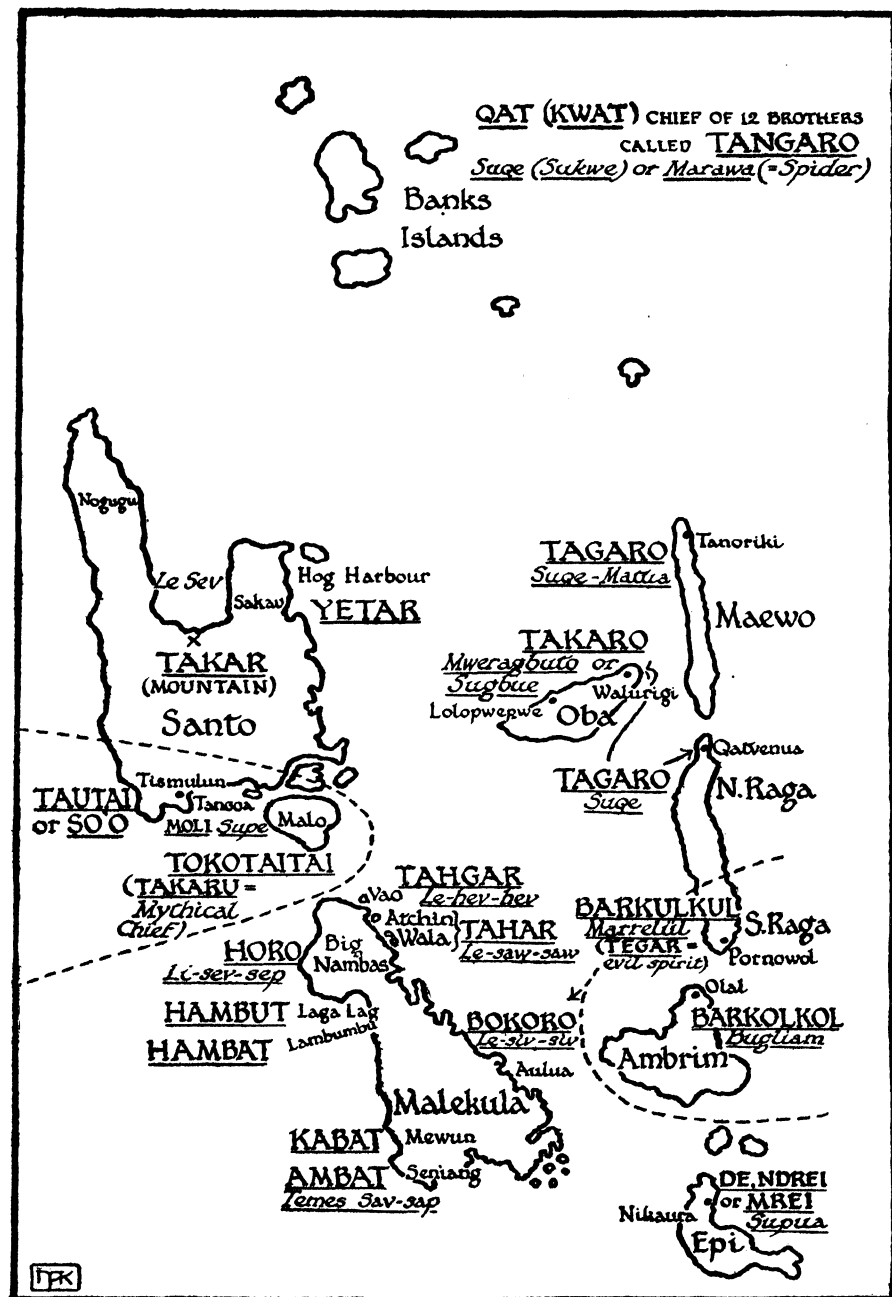 QAT (KWAT) CHIEF OF 12 BROTHERS
CALLED TANGARO
Suqe (Sukwe) or Marawa (=Spider)
Banks
Islands
Nogugu
Le Sev
Sakau
Hog Harbour
YETAR
TAKAR
(MOUNTAIN)
Santo
TAGARO
Suqe-Matua
Tanoriki
Maewo
TAKARO
Mweragbuto or
Sugbue
Walurigi
Lolopwepwe
Oba
TAGARO
Suqe
Qatvenua
N. Raga
Tismulun
Tangoa
TAUTAI
or SO'O
MOLI Supe
Malo
TOKOTAITAI
(TAKARU=
Mythical
Chief)
TAHGAR
Vao
Le-hev-hev
Atchin
Wala
TAHAR
Le-saw-saw
BARKULKUL
Marrelul
(TEGAR=
evil spirit)
S. Raga
Pornowol
HORO
Li-sev-sep
Big
Nambas
HAMBUT
Laga Lag
HAMBAT
Lambumbu
BOKORO
Le-siv-siv
Aulua
Olal
BARKOLKOL
Bugliam
Ambrim
Malekula
KABAT
Mewun
AMBAT
Seniang
Temes Sav-sap
DE, NDREI
or MREI
Supua
Nikaura
Epi